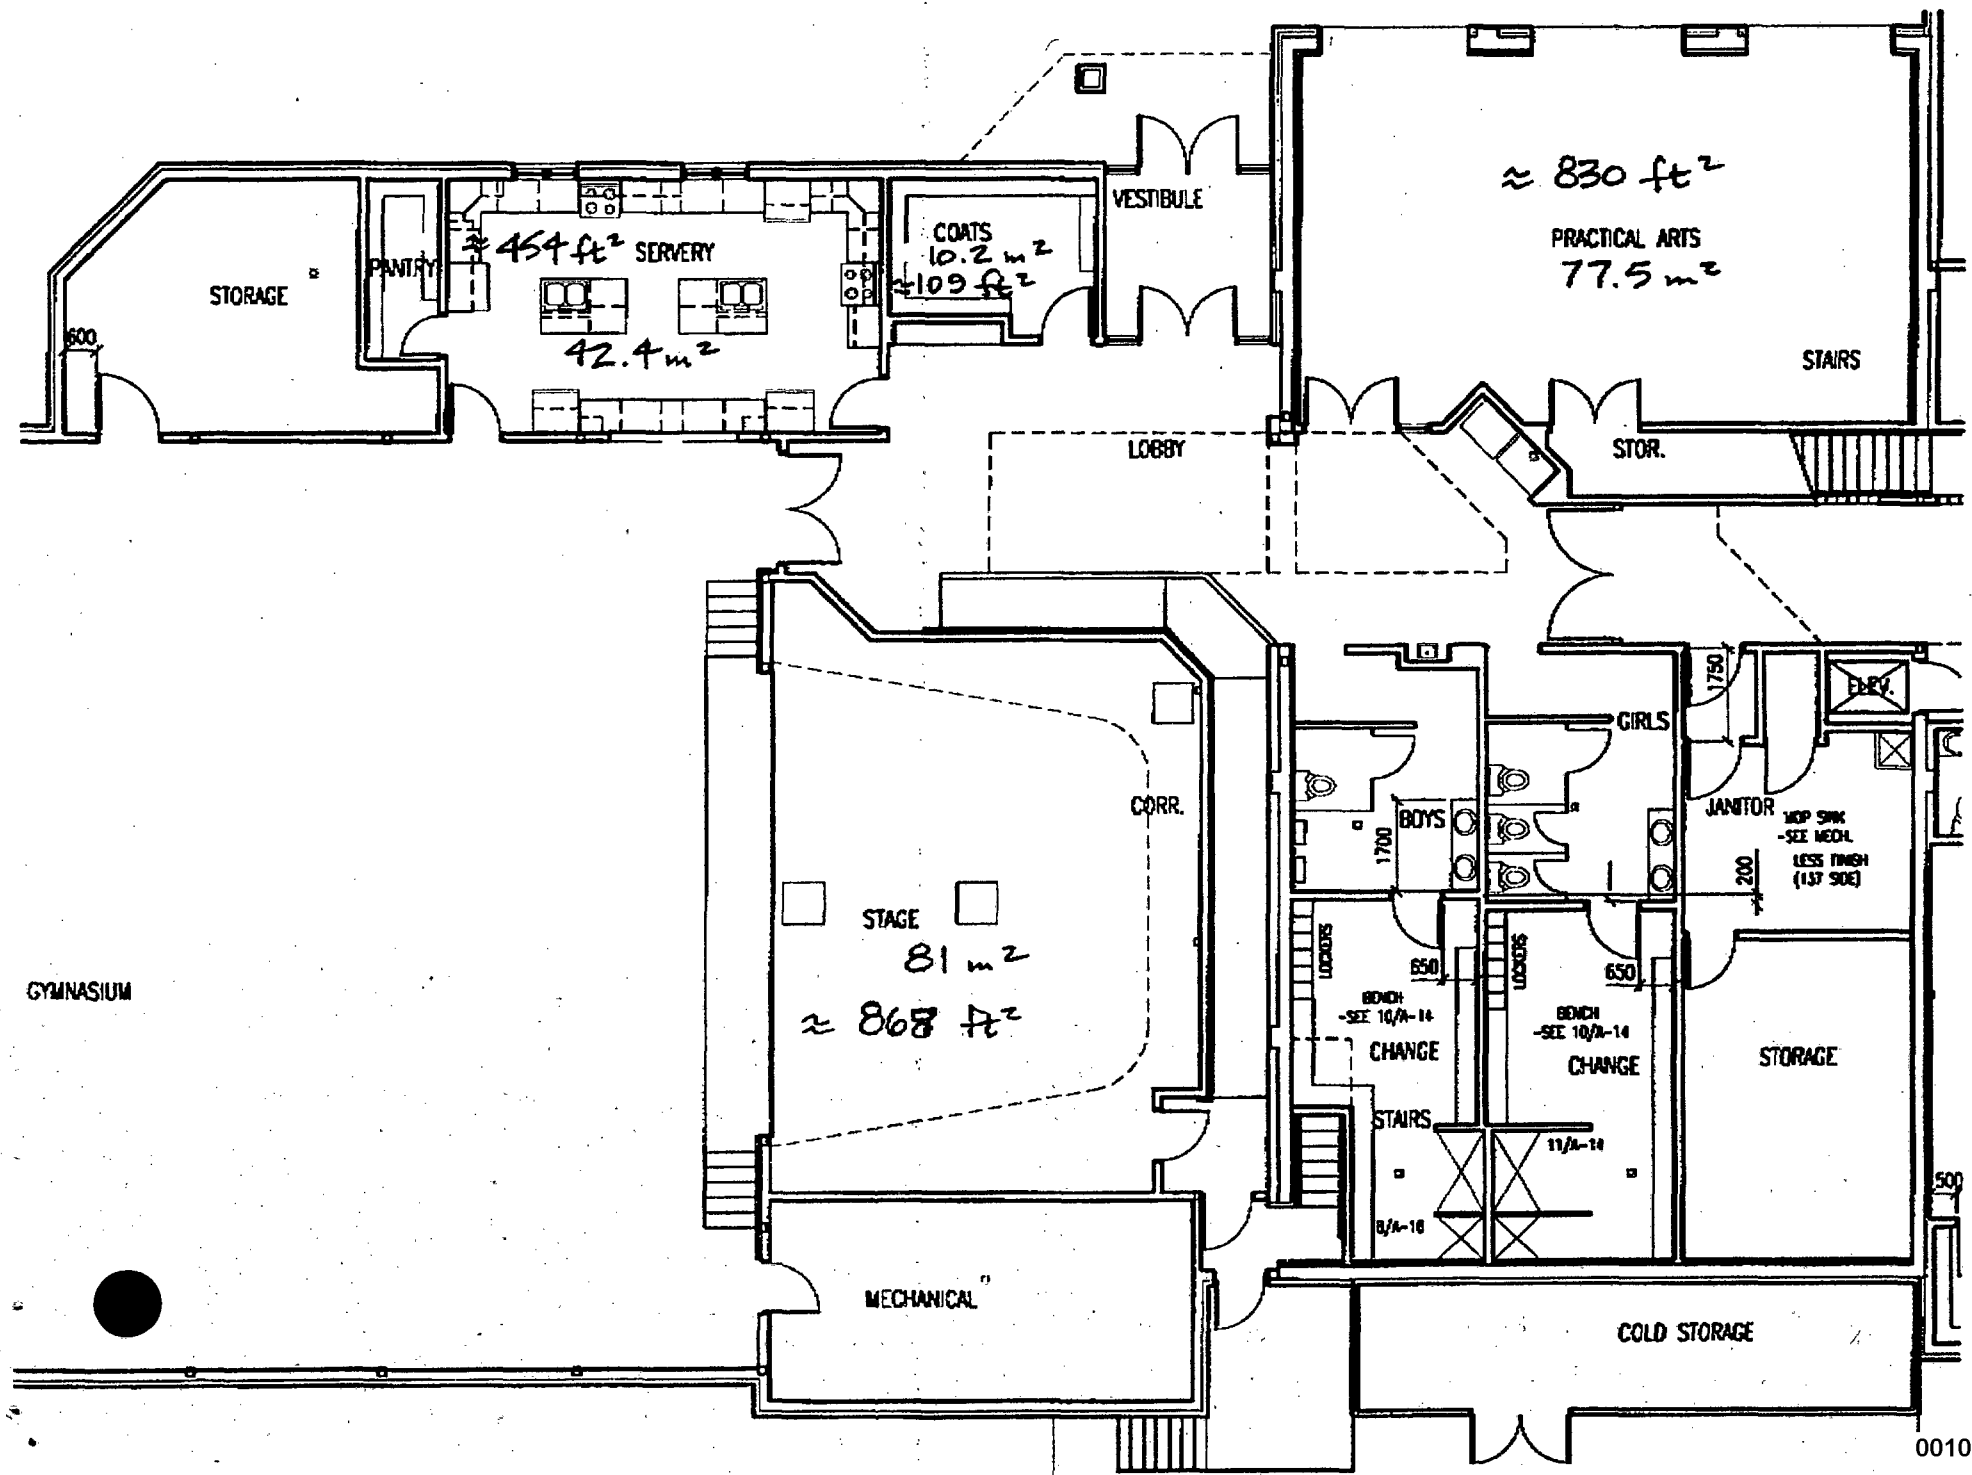 ≈ 830 ft²
PRACTICAL ARTS
77.5 m²
STAIRS
VESTIBULE
COATS
10.2 m²
≈109 ft²
≈454 ft² SERVERY
42.4 m²
PANTRY
STORAGE
600
LOBBY
STOR.
1750
ELEV.
GIRLS
CORR.
BOYS
1700
JANITOR
MOP SINK
-SEE MECH.
LESS FINISH
(137 SIDE)
200
STAGE
81 m²
≈ 868 ft²
GYMNASIUM
LOCKERS
650
BENCH
-SEE 10/A-14
CHANGE
STAIRS
8/A-16
LOCKERS
650
BENCH
-SEE 10/A-14
CHANGE
11/A-14
STORAGE
500
MECHANICAL
COLD STORAGE
0010